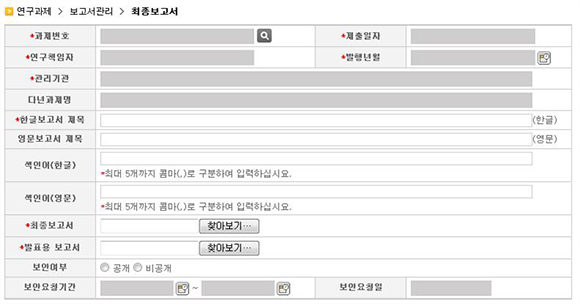 연구과제 > 보고서관리 > 최종보고서
*과제번호 *제출일자
*연구책임자 *발행년월
*관리기관
다년과제명
*한글보고서 제목 (한글)
영문보고서 제목 (영문)
색인어(한글)
*최대 5개까지 콤마(,)로 구분하여 입력하십시요.
색인어(영문)
*최대 5개까지 콤마(,)로 구분하여 입력하십시요.
*최종보고서 찾아보기...
*발표용 보고서 찾아보기...
보안여부 공개 비공개
보안요청기간 ~ 보안요청일